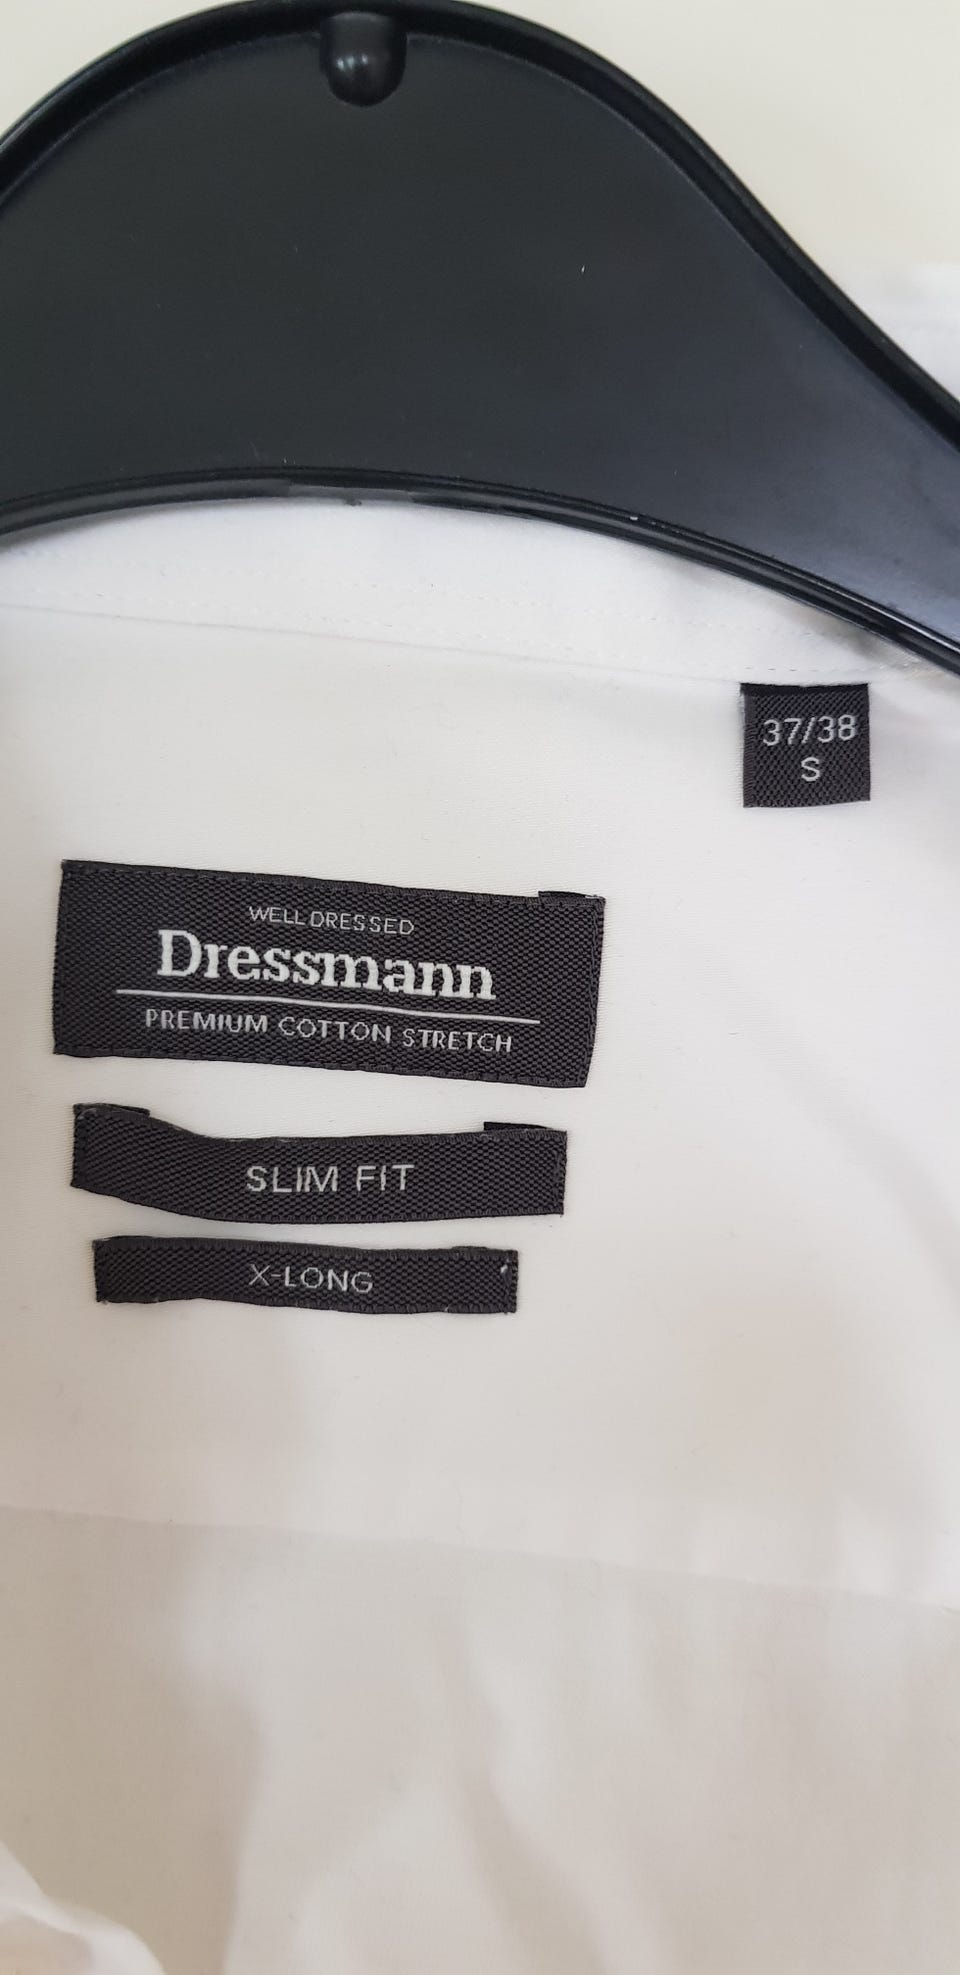 37/38
S
WELL DRESSED
Dressmann
PREMIUM COTTON STRETCH
SLIM FIT
X-LONG